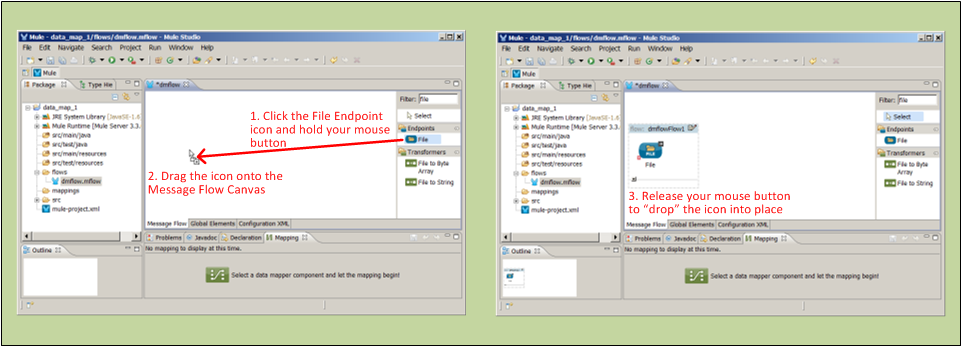 Mule - data_map_1/flows/dmflow.mflow - Mule Studio
File Edit Navigate Search Project Run Window Help
Mule
Package Type Hie
*dmflow
data_map_1
JRE System Library [JavaSE-1.6
Mule Runtime [Mule Server 3.3.
src/main/java
src/test/java
src/main/resources
src/test/resources
flows
dmflow.mflow
mappings
src
mule-project.xml
1. Click the File Endpoint
icon and hold your mouse
button
2. Drag the icon onto the
Message Flow Canvas
Filter: file
Select
Endpoints
File
Transformers
File to Byte
Array
File to String
Message Flow Global Elements Configuration XML
Outline
Problems Javadoc Declaration Mapping
No mapping to display at this time.
Select a data mapper component and let the mapping begin!
Mule - data_map_1/flows/dmflow.mflow - Mule Studio
File Edit Navigate Search Project Run Window Help
Mule
Package Type Hie
*dmflow
data_map_1
JRE System Library [JavaSE-1.6
Mule Runtime [Mule Server 3.3.
src/main/java
src/test/java
src/main/resources
src/test/resources
flows
dmflow.mflow
mappings
src
mule-project.xml
dmflowFlow1
FILE
File
al
3. Release your mouse button
to “drop” the icon into place
Filter: file
Select
Endpoints
File
Transformers
File to Byte
Array
File to String
Message Flow Global Elements Configuration XML
Outline
Problems Javadoc Declaration Mapping
No mapping to display at this time.
Select a data mapper component and let the mapping begin!